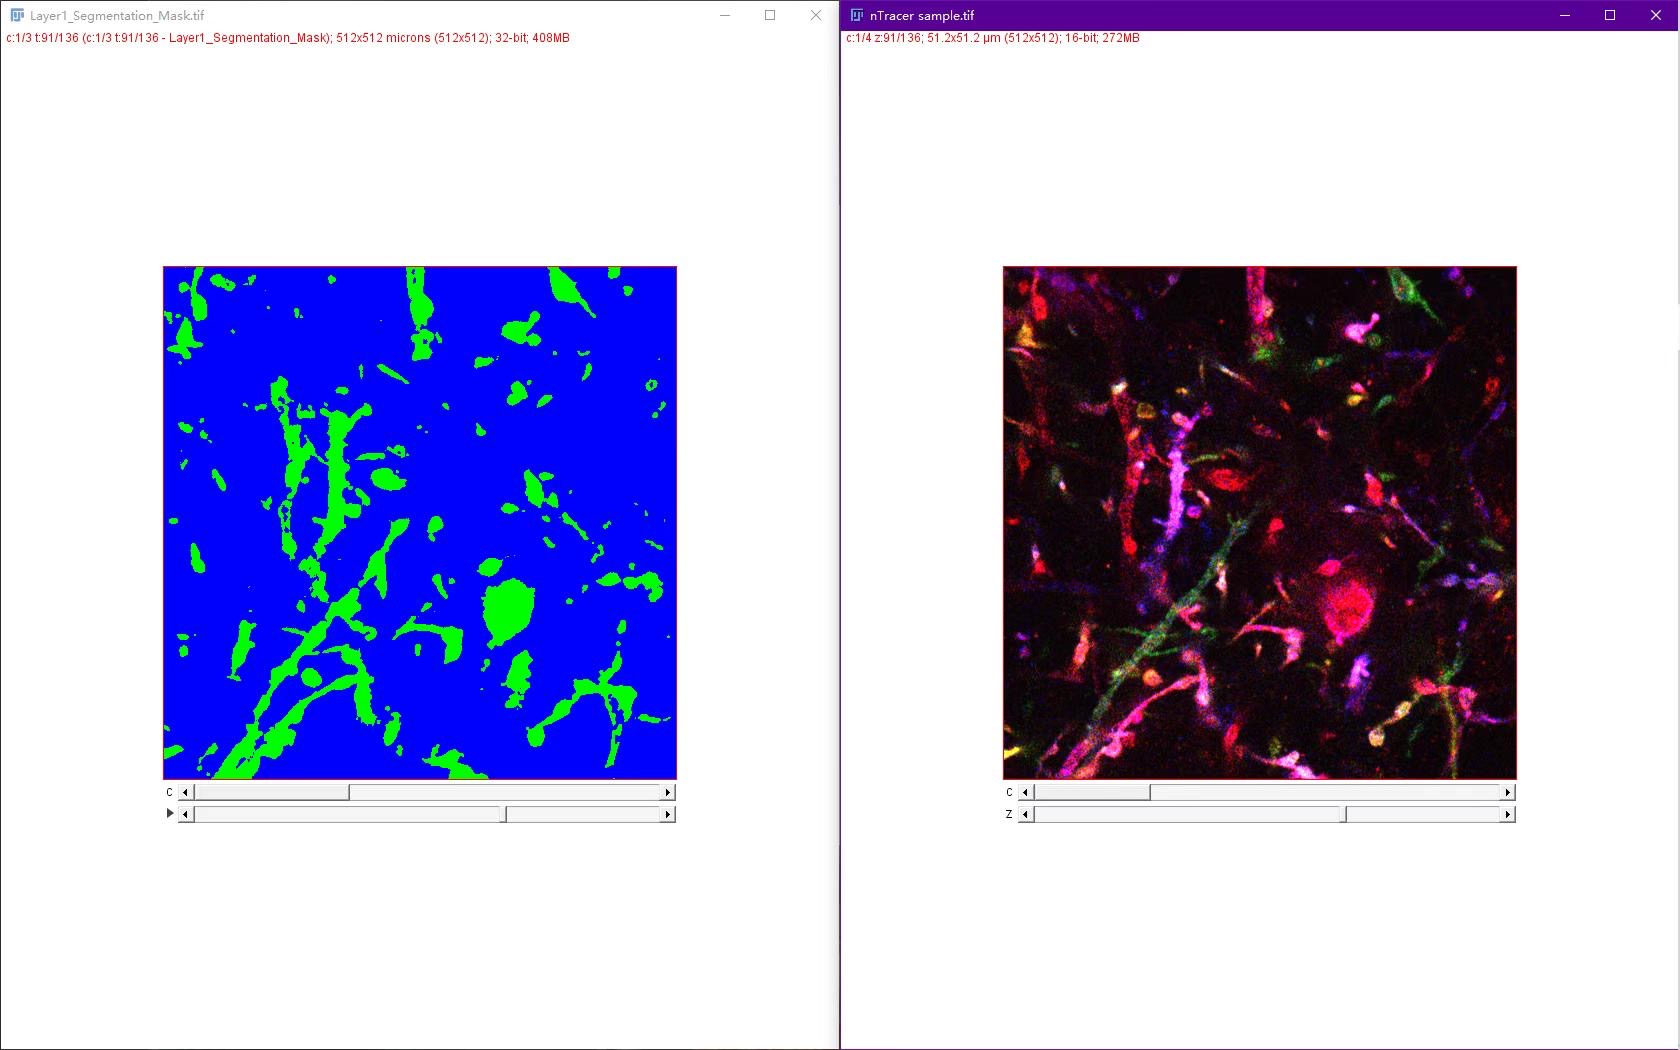 Layer1_Segmentation_Mask.tif
c:1/3 t:91/136 (c:1/3 t:91/136 - Layer1_Segmentation_Mask); 512x512 microns (512x512); 32-bit; 408MB
C
nTracer sample.tif
c:1/4 z:91/136; 51.2x51.2 µm (512x512); 16-bit; 272MB
C
Z